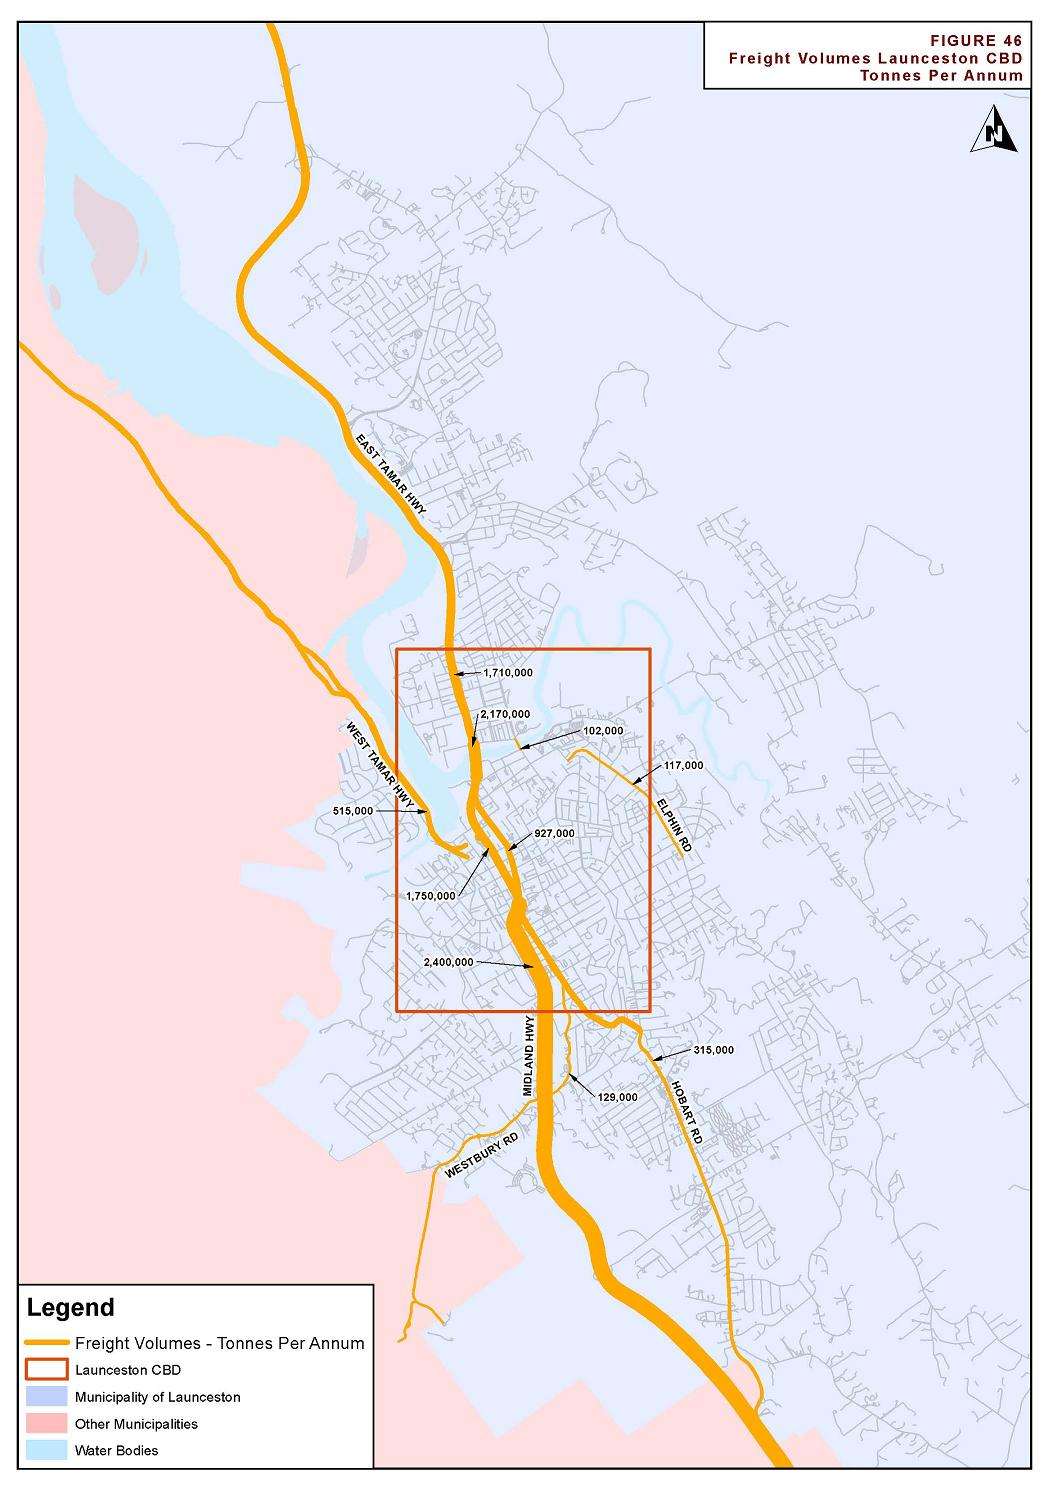 FIGURE 46
Freight Volumes Launceston CBD
Tonnes Per Annum
N
EAST TAMAR HWY
1,710,000
2,170,000
102,000
117,000
WEST TAMAR HWY
ELPHIN RD
515,000
927,000
1,750,000
2,400,000
MIDLAND HWY
315,000
129,000
HOBART RD
WESTBURY RD
Legend
Freight Volumes - Tonnes Per Annum
Launceston CBD
Municipality of Launceston
Other Municipalities
Water Bodies